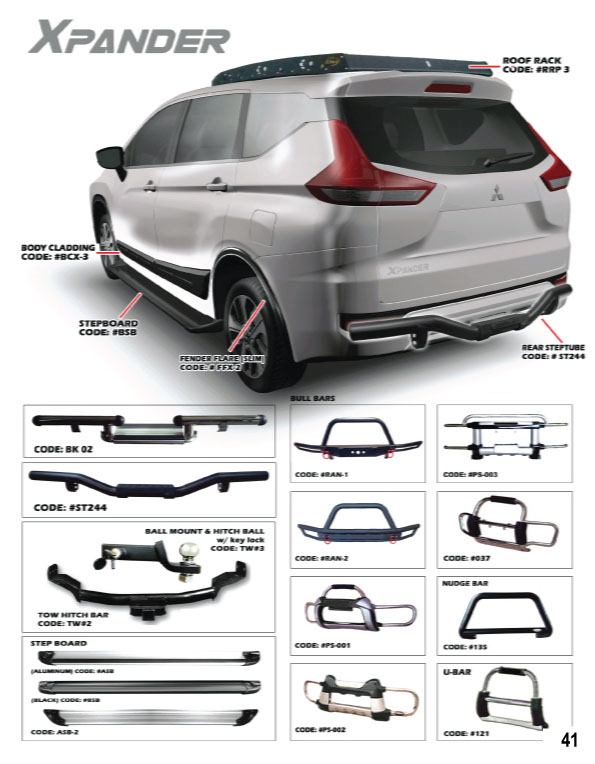 XPANDER
ROOF RACK
CODE: #RRP 3
BODY CLADDING
CODE: #BCX-3
XPANDER
STEPBOARD
CODE: #BSB
FENDER FLARE (SLIM)
CODE: # FFX 2
REAR STEPTUBE
CODE: # ST244
CODE: BK 02
CODE: #ST244
BALL MOUNT & HITCH BALL
w/ key lock
CODE: TW#3
TOW HITCH BAR
CODE: TW#2
STEP BOARD
(ALUMINUM) CODE: #ASB
(BLACK) CODE: #BSB
CODE: ASB-2
BULL BARS
CODE: #RAN-1
CODE: #PS-003
CODE: #RAN-2
CODE: #037
CODE: #PS-001
NUDGE BAR
CODE: #135
CODE: #PS-002
U-BAR
CODE: #121
41